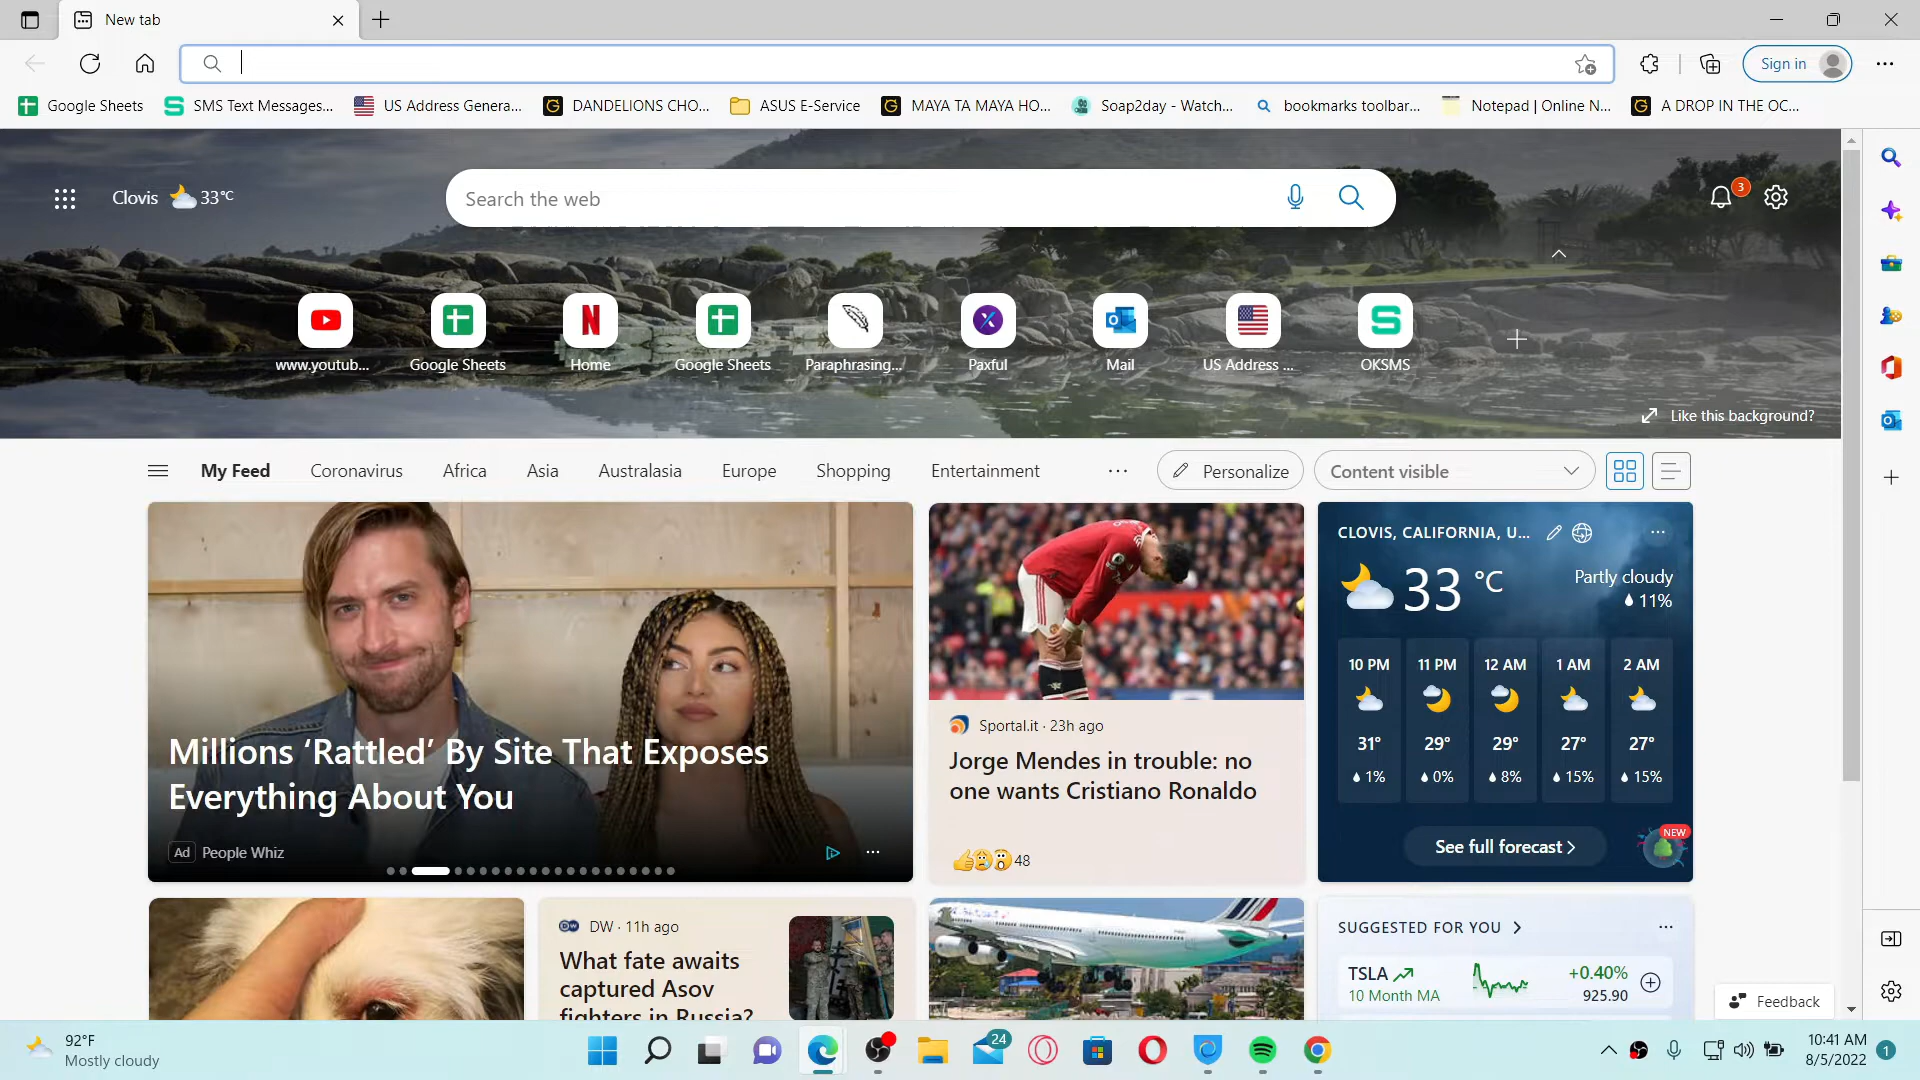 New tab
Sign in
Google Sheets
SMS Text Messages...
US Address Genera...
DANDELIONS CHO...
ASUS E-Service
MAYA TA MAYA HO...
Soap2day - Watch...
bookmarks toolbar...
Notepad | Online N...
A DROP IN THE OC...
Clovis
33°C
Search the web
3
www.youtub...
Google Sheets
Home
Google Sheets
Paraphrasing...
Paxful
Mail
US Address ...
OKSMS
Like this background?
My Feed
Coronavirus
Africa
Asia
Australasia
Europe
Shopping
Entertainment
Personalize
Content visible
Millions ‘Rattled’ By Site That Exposes
Everything About You
Ad People Whiz
Sportal.it · 23h ago
Jorge Mendes in trouble: no
one wants Cristiano Ronaldo
48
CLOVIS, CALIFORNIA, U...
33 °C
Partly cloudy
11%
10 PM 11 PM 12 AM 1 AM 2 AM
31° 29° 29° 27° 27°
1% 0% 8% 15% 15%
See full forecast
NEW
DW · 11h ago
What fate awaits
captured Asov
fighters in Russia?
SUGGESTED FOR YOU
TSLA
+0.40%
10 Month MA
925.90
Feedback
92°F
Mostly cloudy
24
10:41 AM
8/5/2022
1